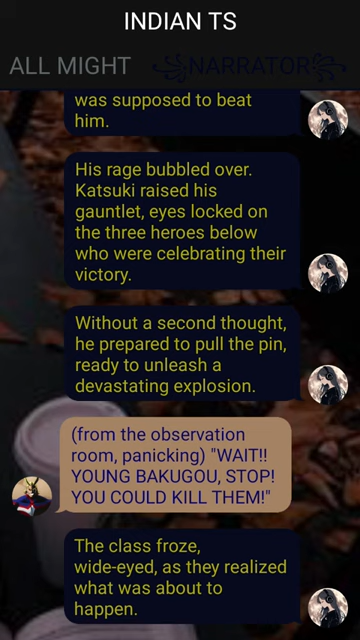 INDIAN TS
ALL MIGHT
꧁NARRATOR꧂
was supposed to beat
him.
His rage bubbled over.
Katsuki raised his
gauntlet, eyes locked on
the three heroes below
who were celebrating their
victory.
Without a second thought,
he prepared to pull the pin,
ready to unleash a
devastating explosion.
(from the observation
room, panicking) "WAIT!!
YOUNG BAKUGOU, STOP!
YOU COULD KILL THEM!"
The class froze,
wide-eyed, as they realized
what was about to
happen.